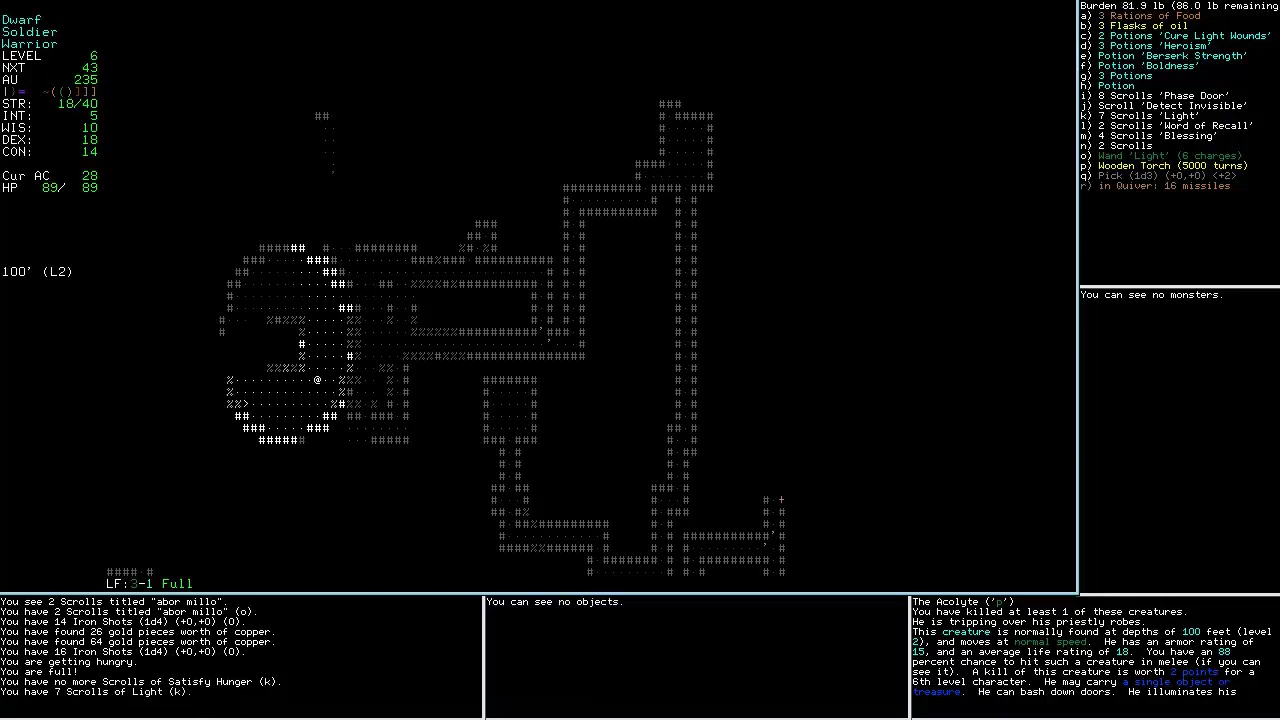 Dwarf
Soldier
Warrior
LEVEL 6
NXT 43
AU 235
STR: 18/40
INT: 5
WIS: 10
DEX: 18
CON: 14
Cur AC 28
HP 89/ 89
100' (L2)
LF:3-1 Full
Burden 81.9 lb (86.0 lb remaining
a) 3 Rations of Food
b) 3 Flasks of oil
c) 2 Potions 'Cure Light Wounds'
d) 3 Potions 'Heroism'
e) Potion 'Berserk Strength'
f) Potion 'Boldness'
g) 3 Potions
h) Potion
i) 8 Scrolls 'Phase Door'
j) Scroll 'Detect Invisible'
k) 7 Scrolls 'Light'
l) 2 Scrolls 'Word of Recall'
m) 4 Scrolls 'Blessing'
n) 2 Scrolls
o) Wand 'Light' (6 charges)
p) Wooden Torch (5000 turns)
q) Pick (1d3) (+0,+0) <+2>
r) in Quiver: 16 missiles
You can see no monsters.
You see 2 Scrolls titled "abor millo".
You have 2 Scrolls titled "abor millo" (o).
You have 14 Iron Shots (1d4) (+0,+0) (0).
You have found 26 gold pieces worth of copper.
You have found 64 gold pieces worth of copper.
You have 16 Iron Shots (1d4) (+0,+0) (0).
You are getting hungry.
You are full!
You have no more Scrolls of Satisfy Hunger (k).
You have 7 Scrolls of Light (k).
You can see no objects.
The Acolyte ('p')
You have killed at least 1 of these creatures.
He is tripping over his priestly robes.
This creature is normally found at depths of 100 feet (level
2), and moves at normal speed. He has an armor rating of
15, and an average life rating of 18. You have an 88
percent chance to hit such a creature in melee (if you can
see it). A kill of this creature is worth 2 points for a
6th level character. He may carry a single object or
treasure. He can bash down doors. He illuminates his